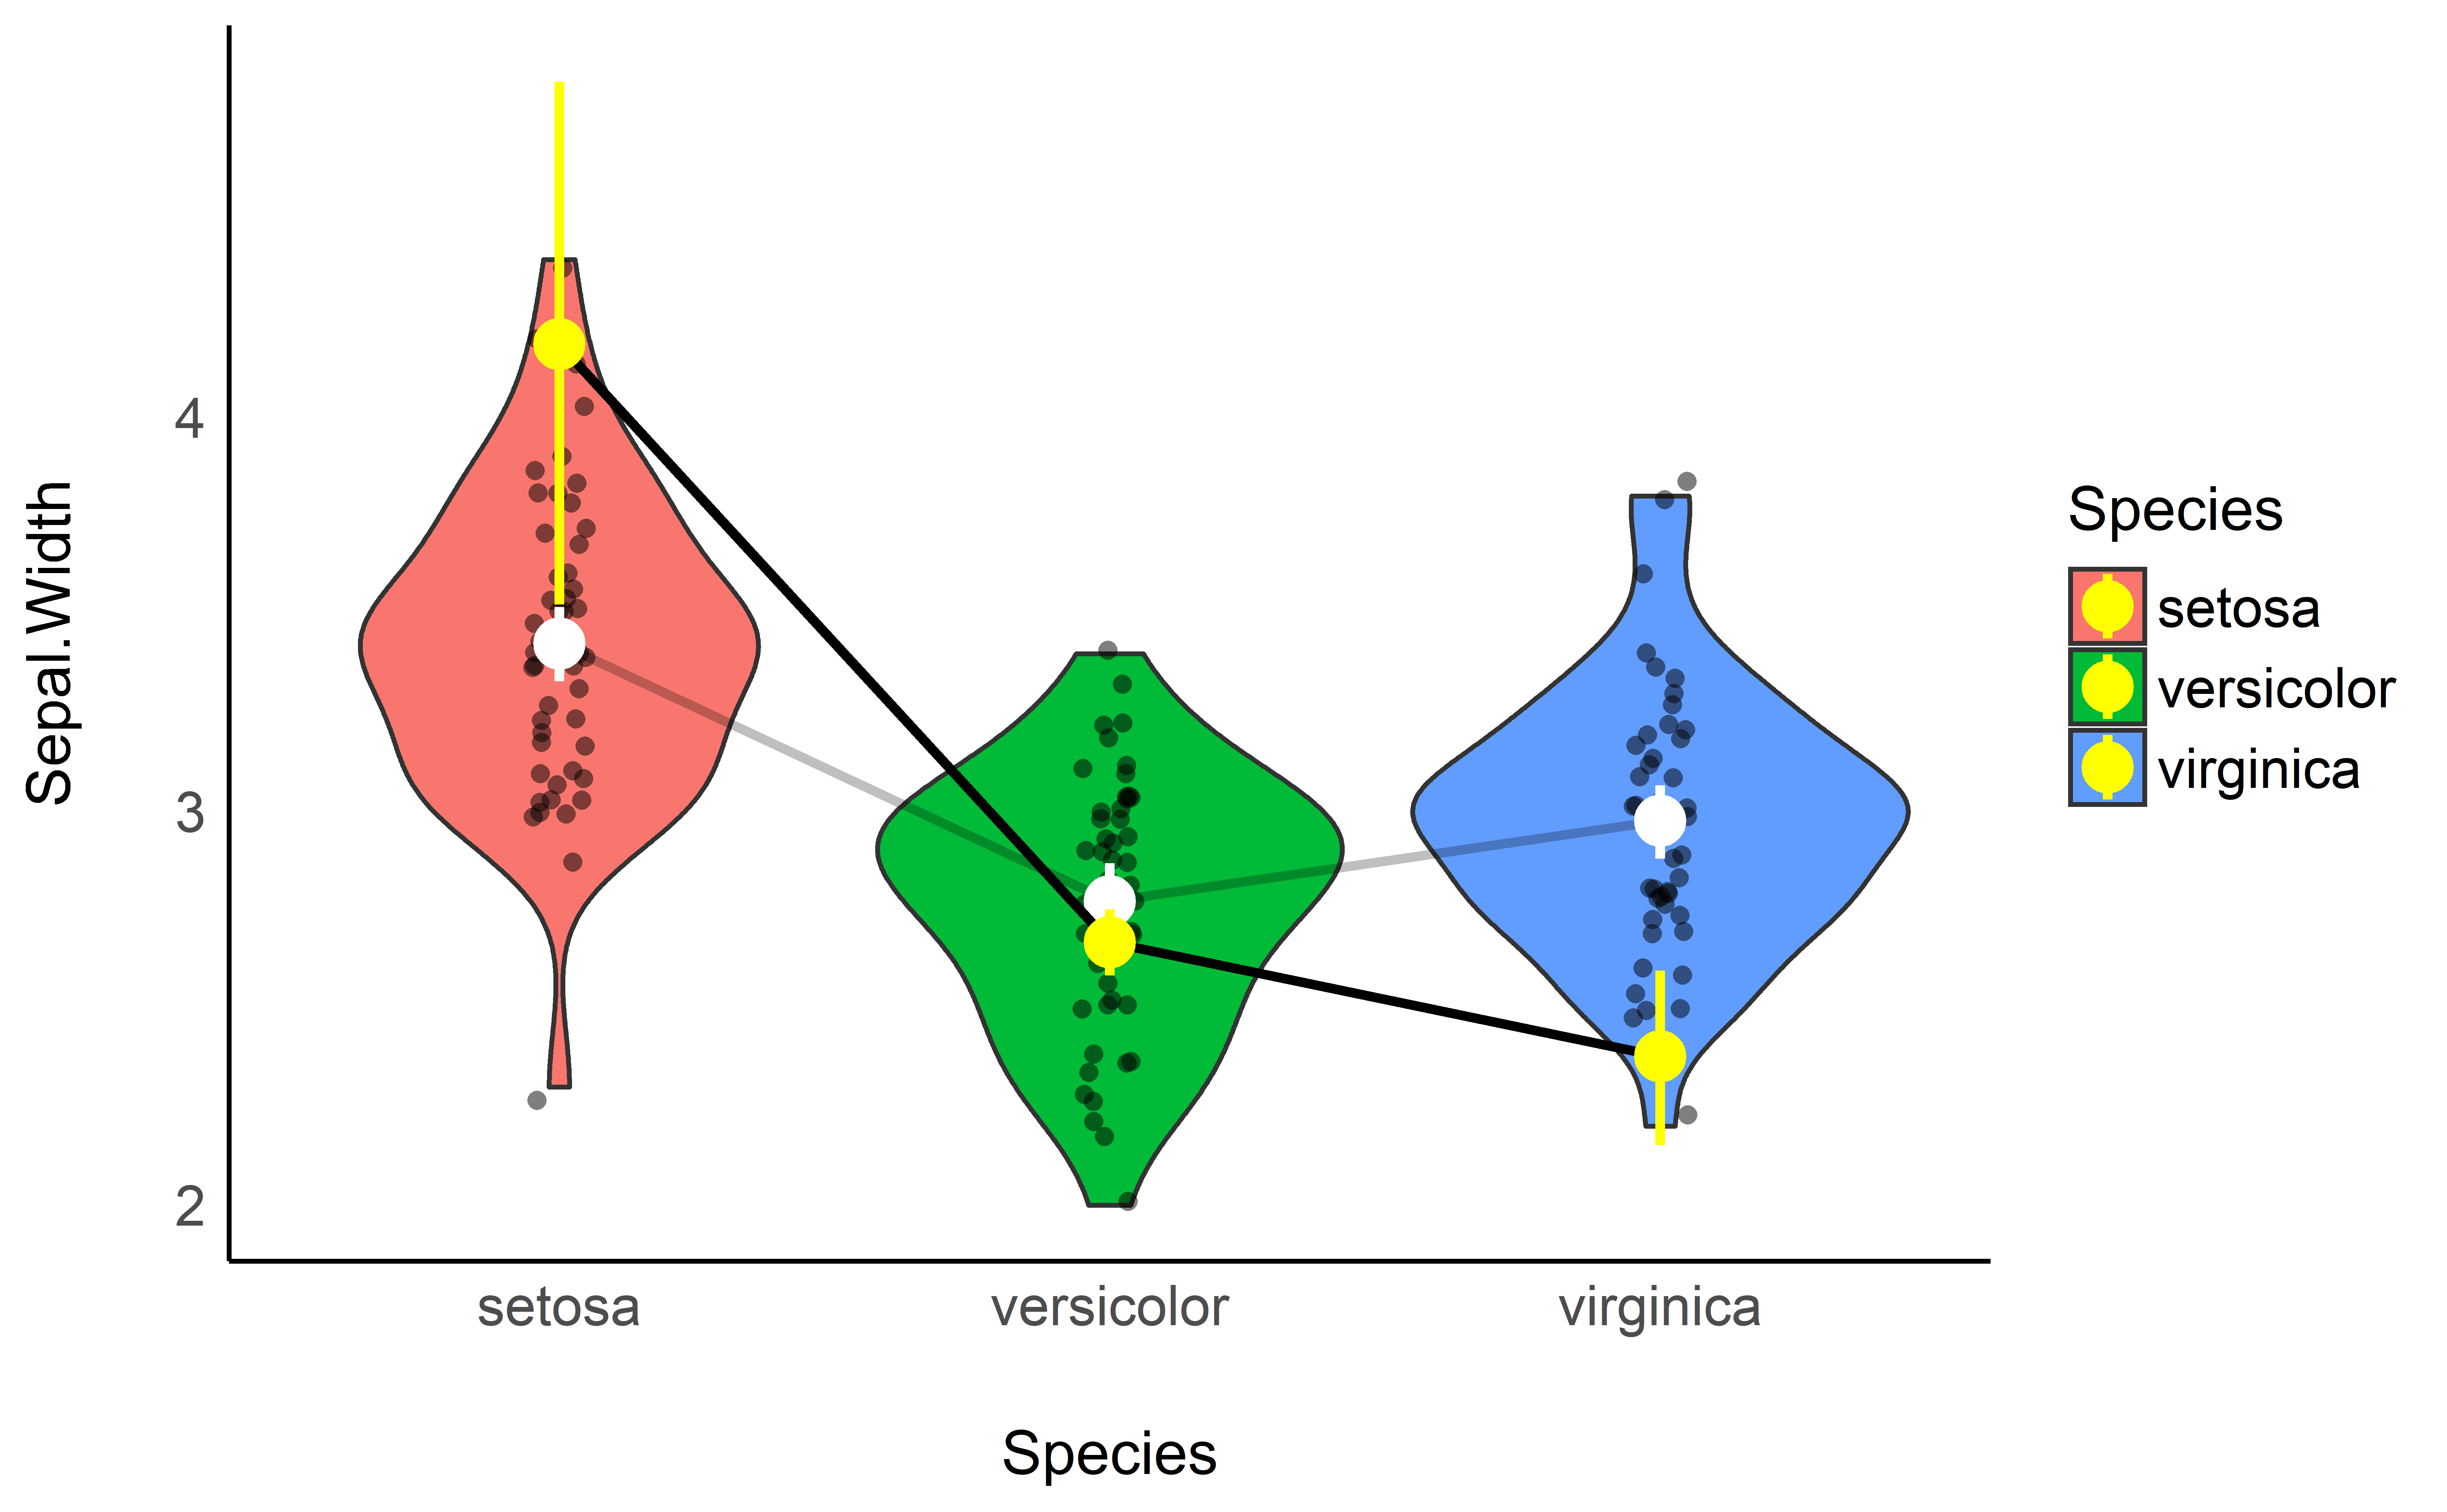 Sepal.Width
4
3
2
setosa
versicolor
virginica
Species
Species
setosa
versicolor
virginica